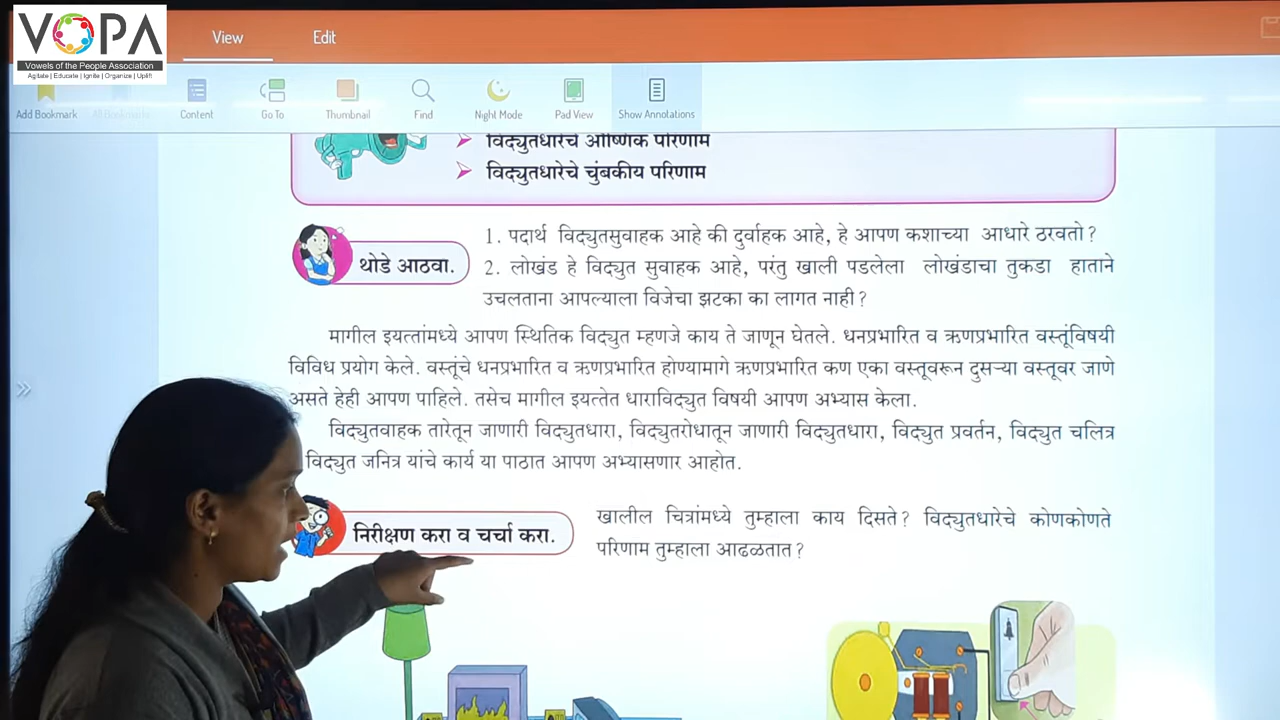 VOPA
Vowels of the People Association
Agitate | Educate | Ignite | Organize | Uplift
View Edit
Add Bookmark All Bookmarks Content Go To Thumbnail Find Night Mode Pad View Show Annotations
विद्युतधारेचे औष्णिक परिणाम
विद्युतधारेचे चुंबकीय परिणाम
थोडे आठवा.
1. पदार्थ विद्युतसुवाहक आहे की दुर्वाहक आहे, हे आपण कशाच्या आधारे ठरवतो?
2. लोखंड हे विद्युत सुवाहक आहे, परंतु खाली पडलेला लोखंडाचा तुकडा हाताने
उचलताना आपल्याला विजेचा झटका का लागत नाही?
मागील इयत्तांमध्ये आपण स्थितिक विद्युत म्हणजे काय ते जाणून घेतले. धनप्रभारित व ऋणप्रभारित वस्तूंविषयी
विविध प्रयोग केले. वस्तूंचे धनप्रभारित व ऋणप्रभारित होण्यामागे ऋणप्रभारित कण एका वस्तूवरून दुसऱ्या वस्तूवर जाणे
असते हेही आपण पाहिले. तसेच मागील इयत्तेत धाराविद्युत विषयी आपण अभ्यास केला.
विद्युतवाहक तारेतून जाणारी विद्युतधारा, विद्युतरोधातून जाणारी विद्युतधारा, विद्युत प्रवर्तन, विद्युत चलित्र
विद्युत जनित्र यांचे कार्य या पाठात आपण अभ्यासणार आहोत.
निरीक्षण करा व चर्चा करा.
खालील चित्रांमध्ये तुम्हाला काय दिसते? विद्युतधारेचे कोणकोणते
परिणाम तुम्हाला आढळतात?